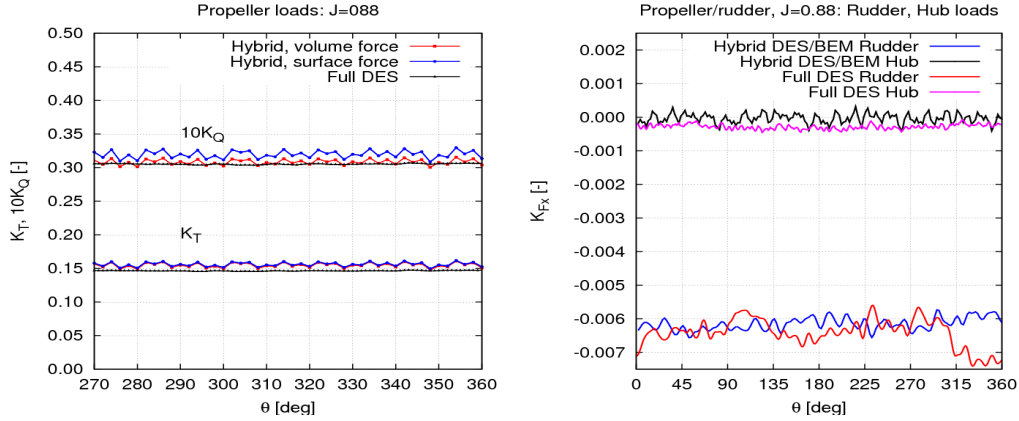 Propeller loads: J=088
Hybrid, volume force
Hybrid, surface force
Full DES
10K_Q
K_T
K_T, 10K_Q [-]
0.50
0.45
0.40
0.35
0.30
0.25
0.20
0.15
0.10
0.05
0.00
270 280 290 300 310 320 330 340 350 360
θ [deg]
Propeller/rudder, J=0.88: Rudder, Hub loads
Hybrid DES/BEM Rudder
Hybrid DES/BEM Hub
Full DES Rudder
Full DES Hub
K_Fx [-]
0.002
0.001
0.000
-0.001
-0.002
-0.003
-0.004
-0.005
-0.006
-0.007
0 45 90 135 180 225 270 315 360
θ [deg]